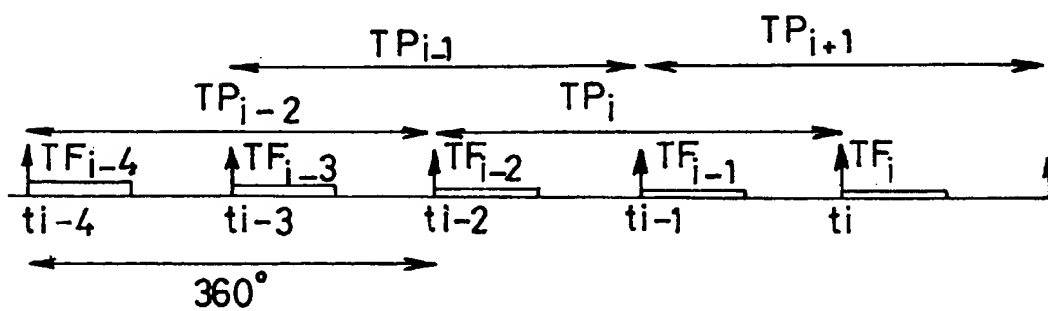 TPi-1 TPi+1
TPi-2 TPi
TFi-4 TFi-3 TFi-2 TFi-1 TFi
ti-4 ti-3 ti-2 ti-1 ti
360°